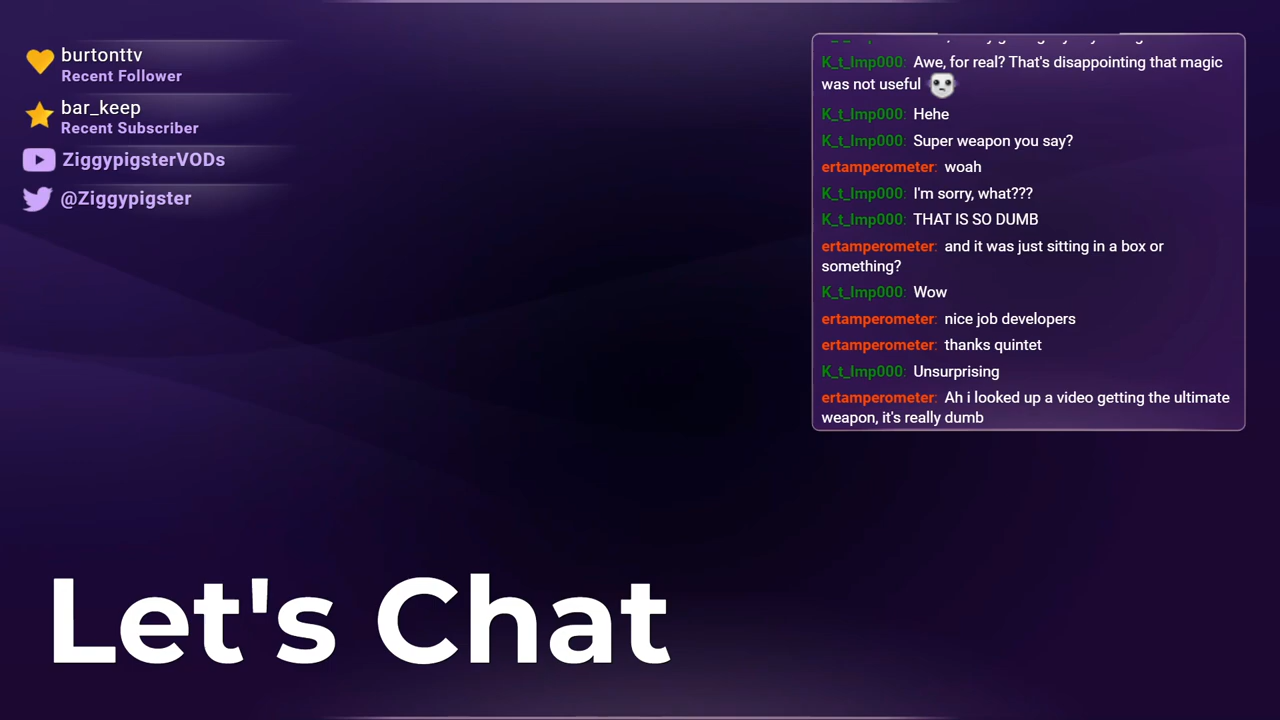 burtonttv
Recent Follower
bar_keep
Recent Subscriber
ZiggypigsterVODs
@Ziggypigster
K_t_Imp000: Awe, for real? That's disappointing that magic
was not useful
K_t_Imp000: Hehe
K_t_Imp000: Super weapon you say?
ertamperometer: woah
K_t_Imp000: I'm sorry, what???
K_t_Imp000: THAT IS SO DUMB
ertamperometer: and it was just sitting in a box or
something?
K_t_Imp000: Wow
ertamperometer: nice job developers
ertamperometer: thanks quintet
K_t_Imp000: Unsurprising
ertamperometer: Ah i looked up a video getting the ultimate
weapon, it's really dumb
Let's Chat